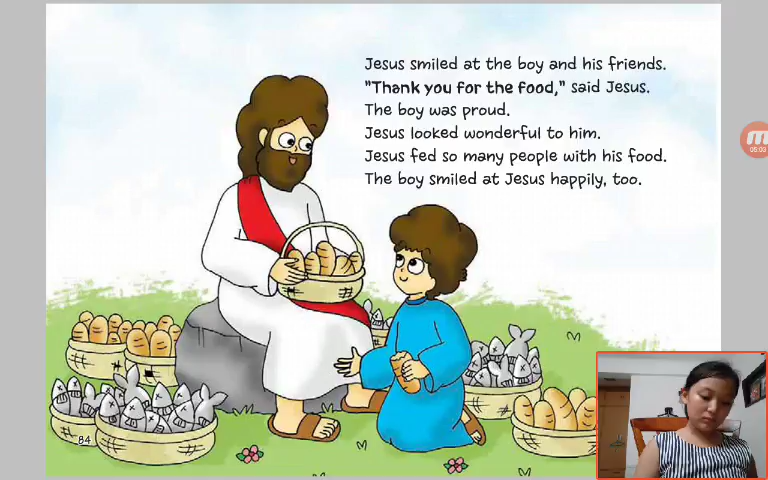 Jesus smiled at the boy and his friends.
"Thank you for the food," said Jesus.
The boy was proud.
Jesus looked wonderful to him.
Jesus fed so many people with his food.
The boy smiled at Jesus happily, too.
84
05:03